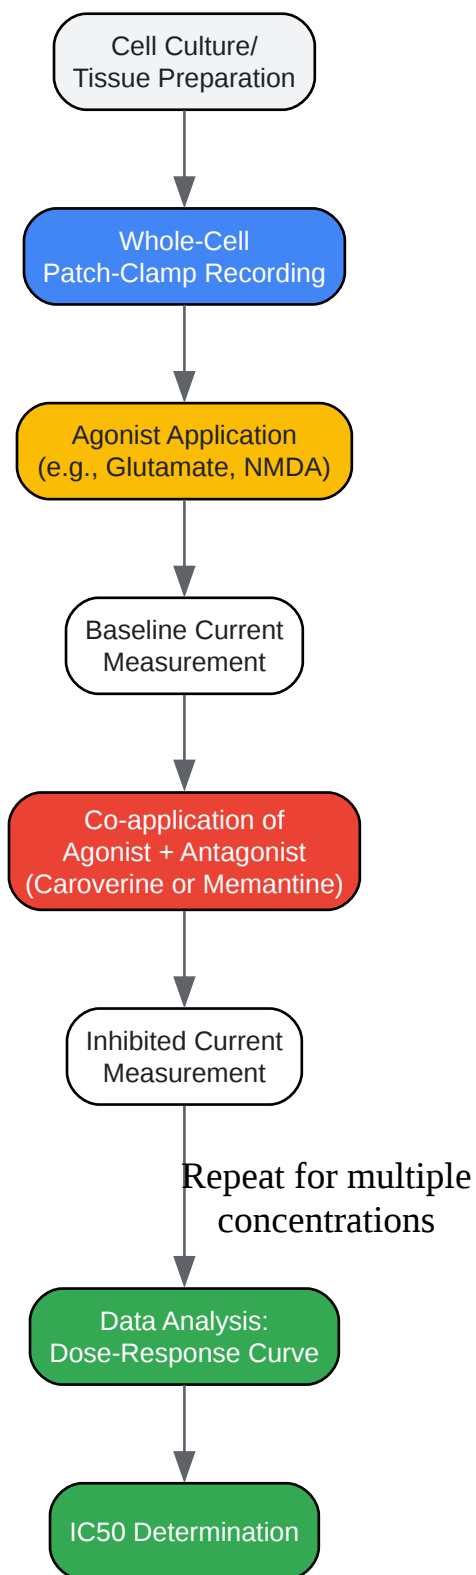 Cell Culture/
Tissue Preparation
Whole-Cell
Patch-Clamp Recording
Agonist Application
(e.g., Glutamate, NMDA)
Baseline Current
Measurement
Co-application of
Agonist + Antagonist
(Caroverine or Memantine)
Inhibited Current
Measurement
Repeat for multiple
concentrations
Data Analysis:
Dose-Response Curve
IC50 Determination